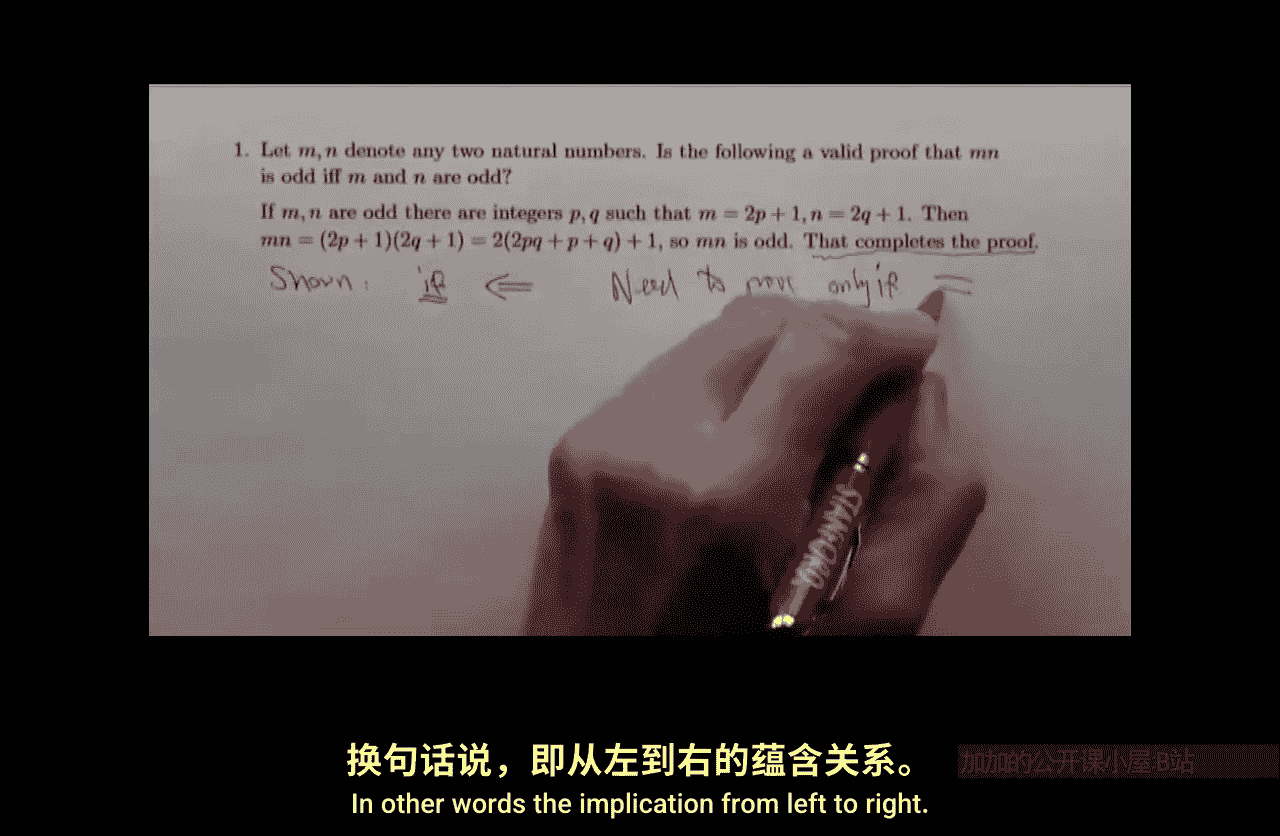 1. Let m, n denote any two natural numbers. Is the following a valid proof that mn
is odd iff m and n are odd?
If m, n are odd there are integers p, q such that m = 2p + 1, n = 2q + 1. Then
mn = (2p + 1)(2q + 1) = 2(2pq + p + q) + 1, so mn is odd. That completes the proof.
Shown: if ⇐ Need to prove only if =
STANFORD
换句话说，即从左到右的蕴含关系。
加加的公开课小屋B站
In other words the implication from left to right.